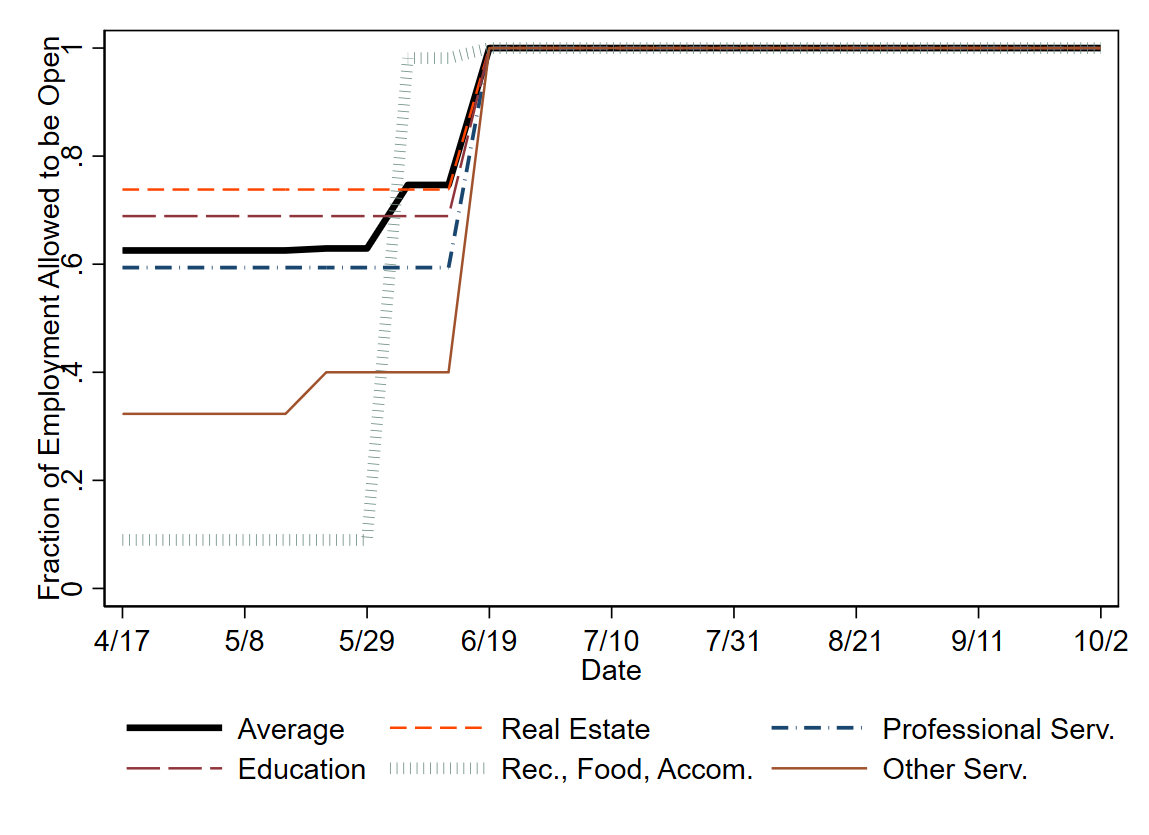 Fraction of Employment Allowed to be Open
1
.8
.6
.4
.2
0
4/17 5/8 5/29 6/19 7/10 7/31 8/21 9/11 10/2
Date
Average Real Estate Professional Serv.
Education Rec., Food, Accom. Other Serv.